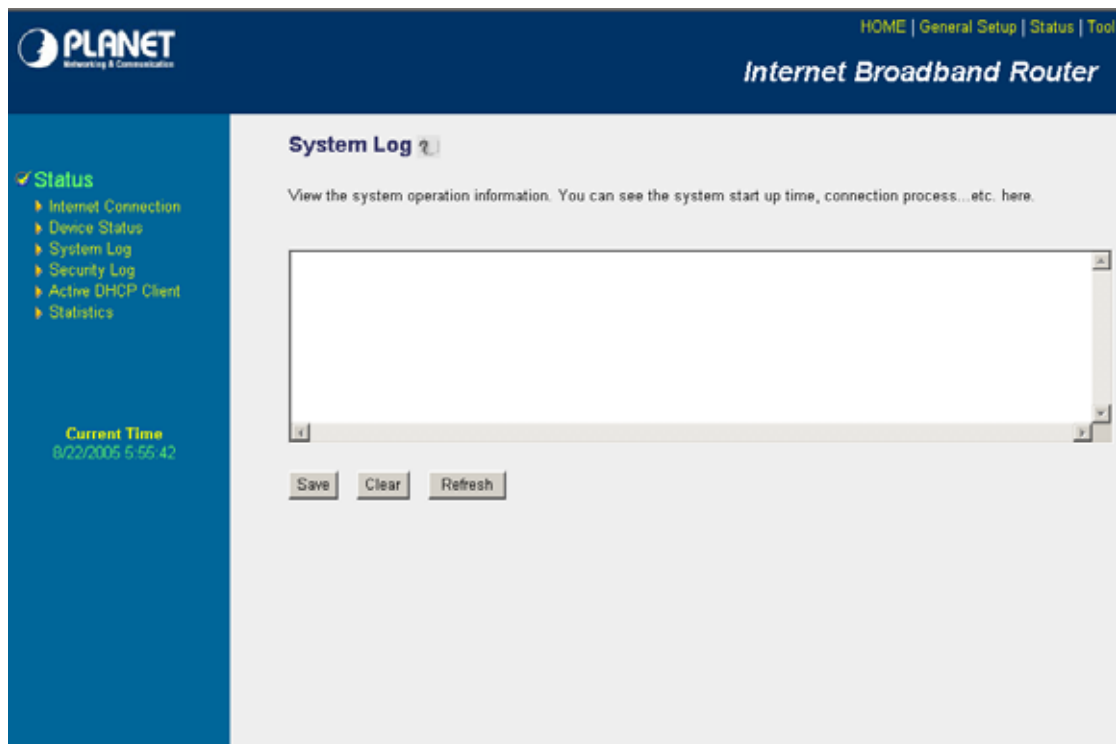 PLANET
Networking & Communication
HOME | General Setup | Status | Tool
Internet Broadband Router
Status
Internet Connection
Device Status
System Log
Security Log
Active DHCP Client
Statistics
Current Time
8/22/2005 5:55:42
System Log ?
View the system operation information. You can see the system start up time, connection process...etc. here.
Save Clear Refresh